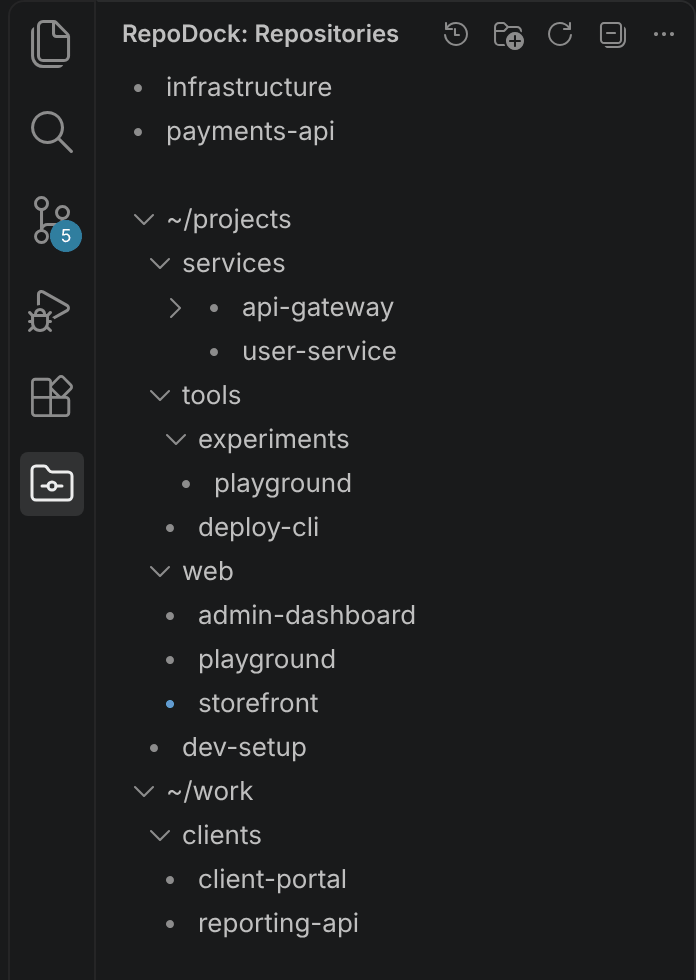 RepoDock: Repositories
infrastructure
payments-api
~/projects
services
5
api-gateway
user-service
tools
experiments
playground
deploy-cli
web
admin-dashboard
playground
storefront
dev-setup
~/work
clients
client-portal
reporting-api